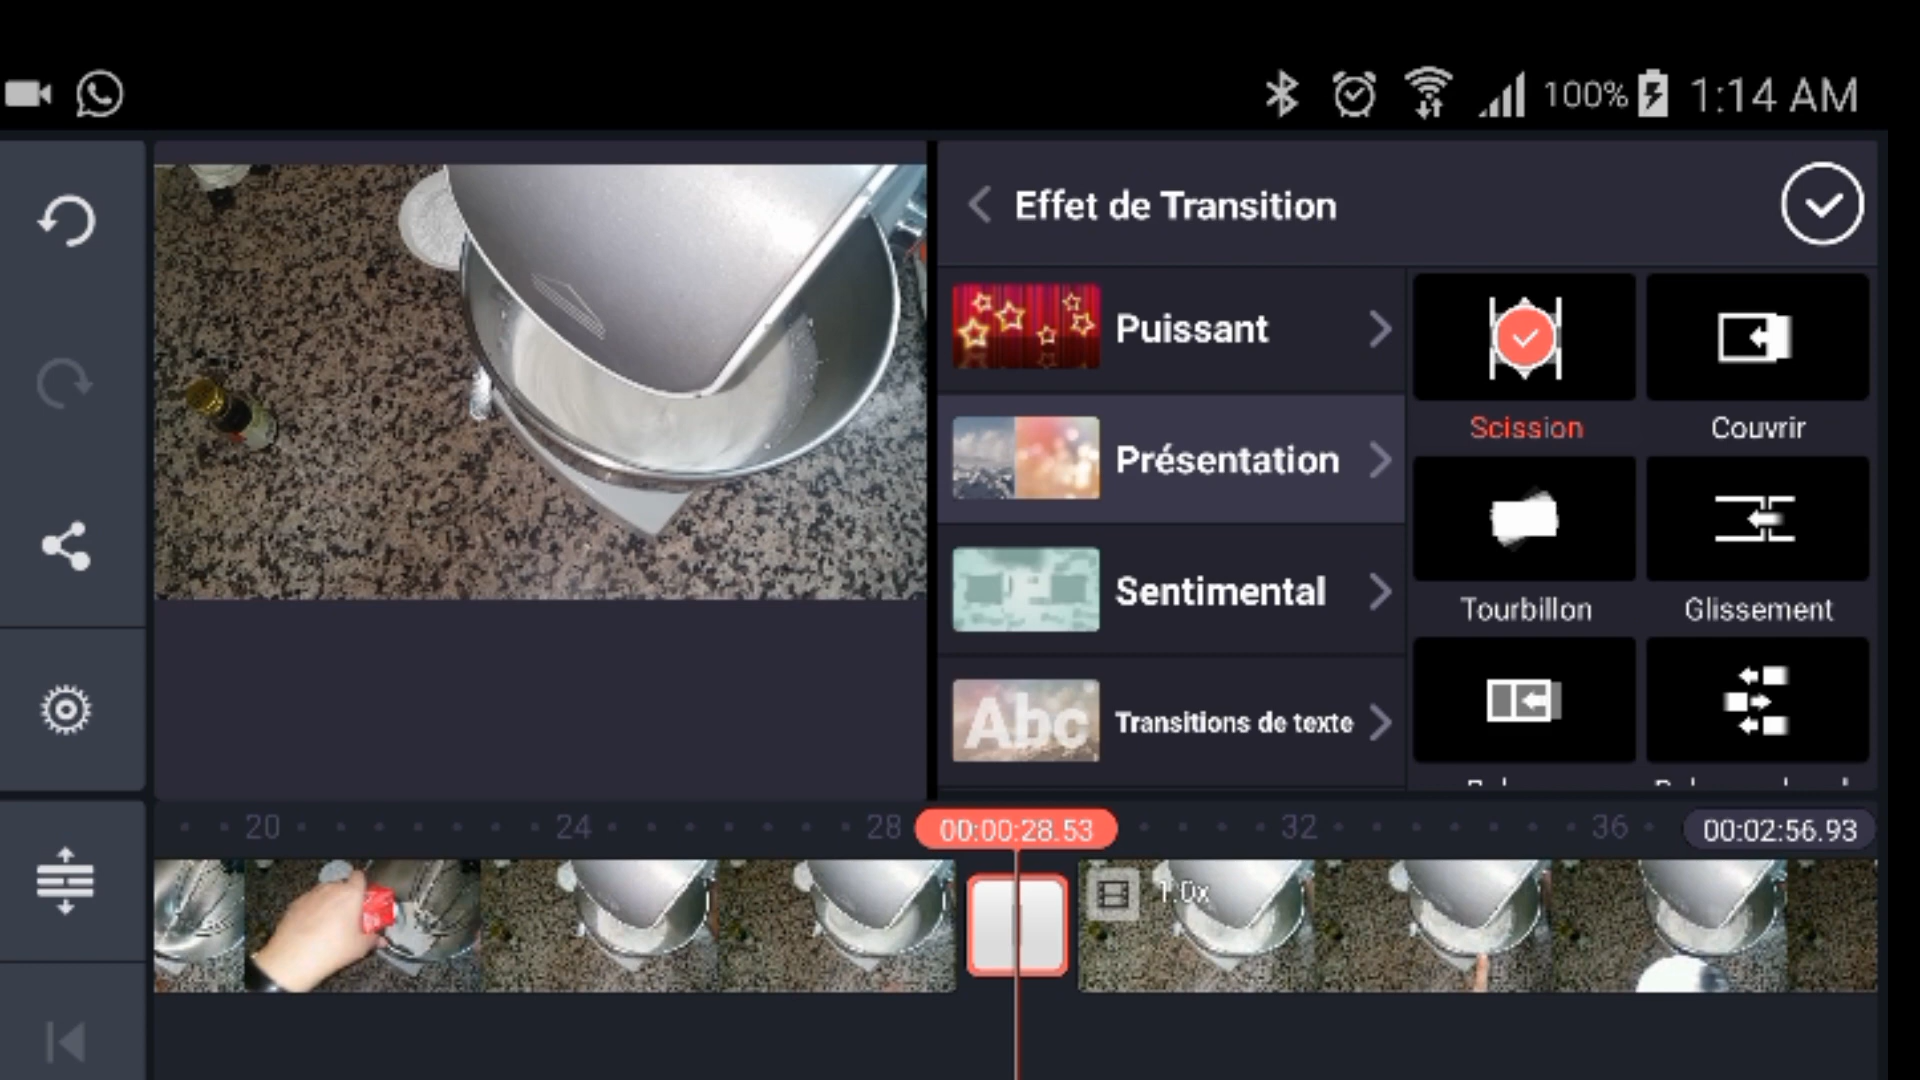 100% 1:14 AM
Effet de Transition
Puissant
Présentation
Sentimental
Abc Transitions de texte
Scission
Couvrir
Tourbillon
Glissement
20 24 28 00:00:28.53 32 36 00:02:56.93
1.0x